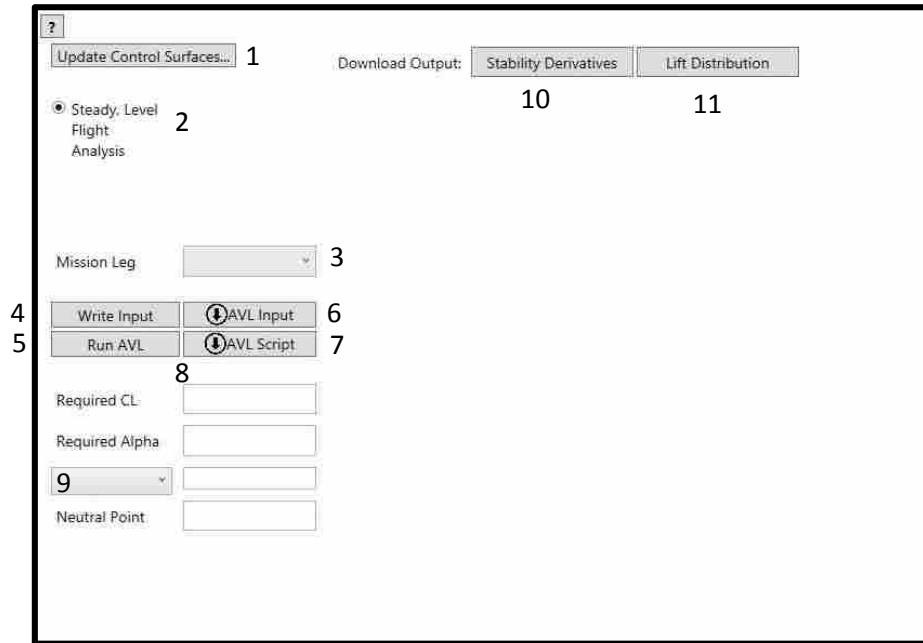 ?
Update Control Surfaces... 1
Download Output: Stability Derivatives Lift Distribution
10 11
Steady, Level
Flight
Analysis
2
Mission Leg 3
4 Write Input AVL Input 6
5 Run AVL AVL Script 7
8
Required CL
Required Alpha
9
Neutral Point